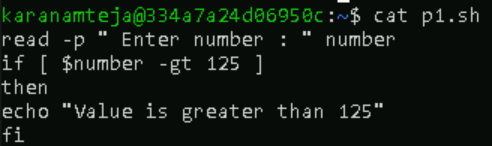 karanamteja@334a7a24d06950c:~$ cat p1.sh
read -p " Enter number : " number
if [ $number -gt 125 ]
then
echo "Value is greater than 125"
fi